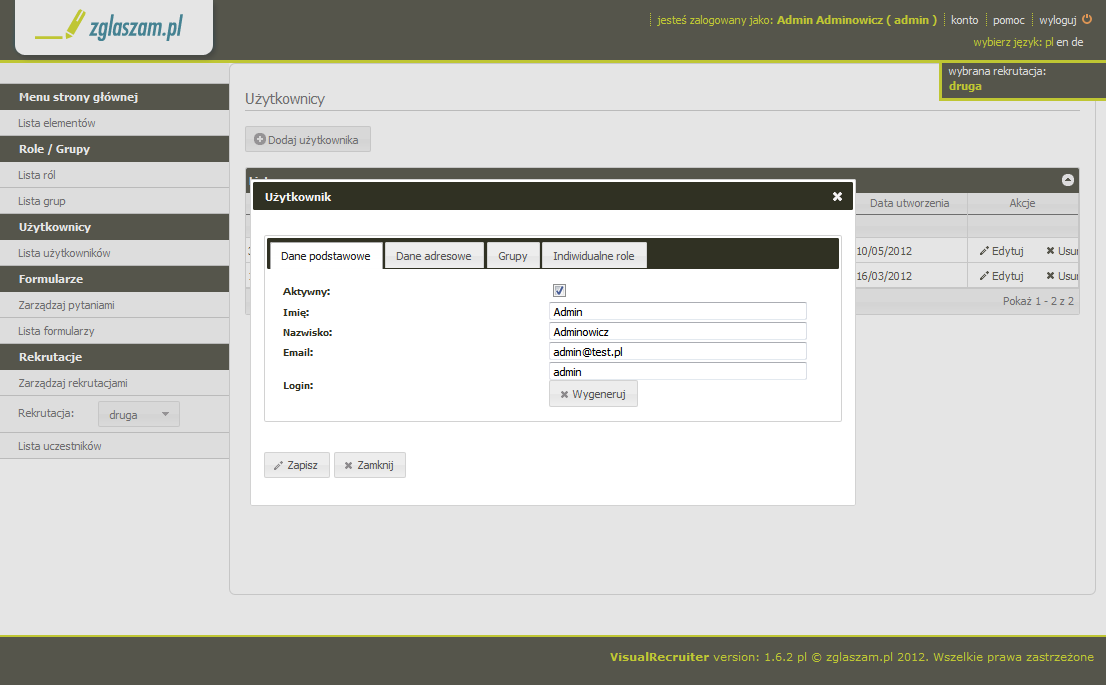 zglaszam.pl
jesteś zalogowany jako: Admin Adminowicz ( admin ) konto pomoc wyloguj
wybierz język: pl en de
wybrana rekrutacja:
druga
Menu strony głównej
Lista elementów
Role / Grupy
Lista ról
Lista grup
Użytkownicy
Lista użytkowników
Formularze
Zarządzaj pytaniami
Lista formularzy
Rekrutacje
Zarządzaj rekrutacjami
Rekrutacja: druga
Lista uczestników
Użytkownicy
Dodaj użytkownika
Data utworzenia Akcje
10/05/2012 Edytuj Usu
16/03/2012 Edytuj Usu
Pokaż 1 - 2 z 2
Użytkownik
Dane podstawowe Dane adresowe Grupy Indiwidualne role
Aktywny:
Imię: Admin
Nazwisko: Adminowicz
Email: admin@test.pl
Login: admin
Wygeneruj
Zapisz Zamknij
VisualRecruiter version: 1.6.2 pl © zglaszam.pl 2012. Wszelkie prawa zastrzeżone